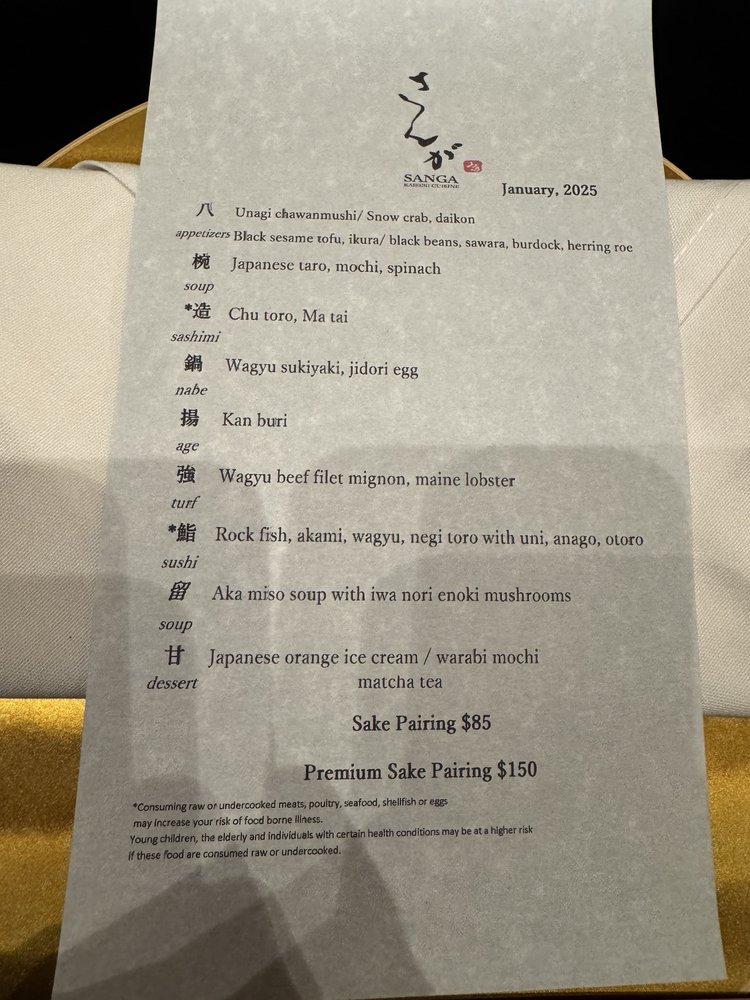 さんが
SANGA
KAISEKI CUISINE
January, 2025
八 Unagi chawanmushi/ Snow crab, daikon
appetizers Black sesame tofu, ikura/ black beans, sawara, burdock, herring roe
椀 Japanese taro, mochi, spinach
soup
*造 Chu toro, Ma tai
sashimi
鍋 Wagyu sukiyaki, jidori egg
nabe
揚 Kan buri
age
強 Wagyu beef filet mignon, maine lobster
turf
*鮨 Rock fish, akami, wagyu, negi toro with uni, anago, otoro
sushi
留 Aka miso soup with iwa nori enoki mushrooms
soup
甘 Japanese orange ice cream / warabi mochi
dessert matcha tea
Sake Pairing $85
Premium Sake Pairing $150
*Consuming raw or undercooked meats, poultry, seafood, shellfish or eggs
may increase your risk of food borne illness.
Young children, the elderly and individuals with certain health conditions may be at a higher risk
if these food are consumed raw or undercooked.